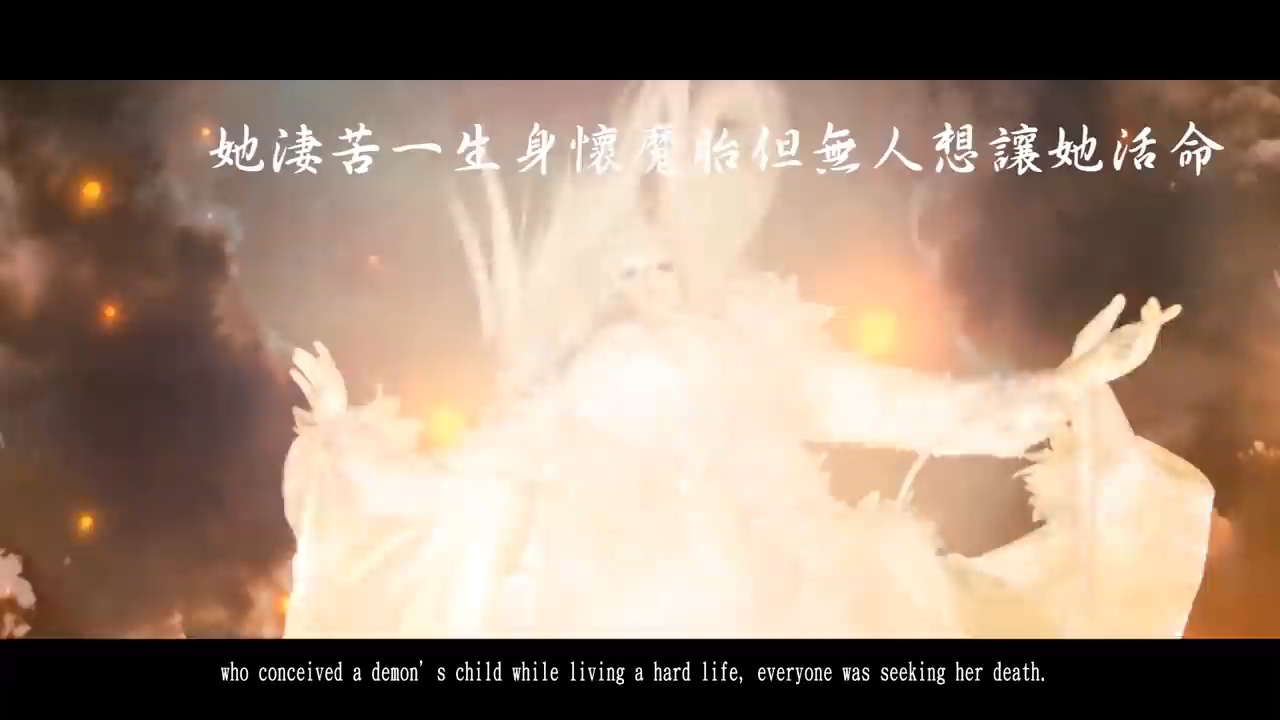 她淒苦一生身懷魔胎但無人想讓她活命
who conceived a demon's child while living a hard life, everyone was seeking her death.